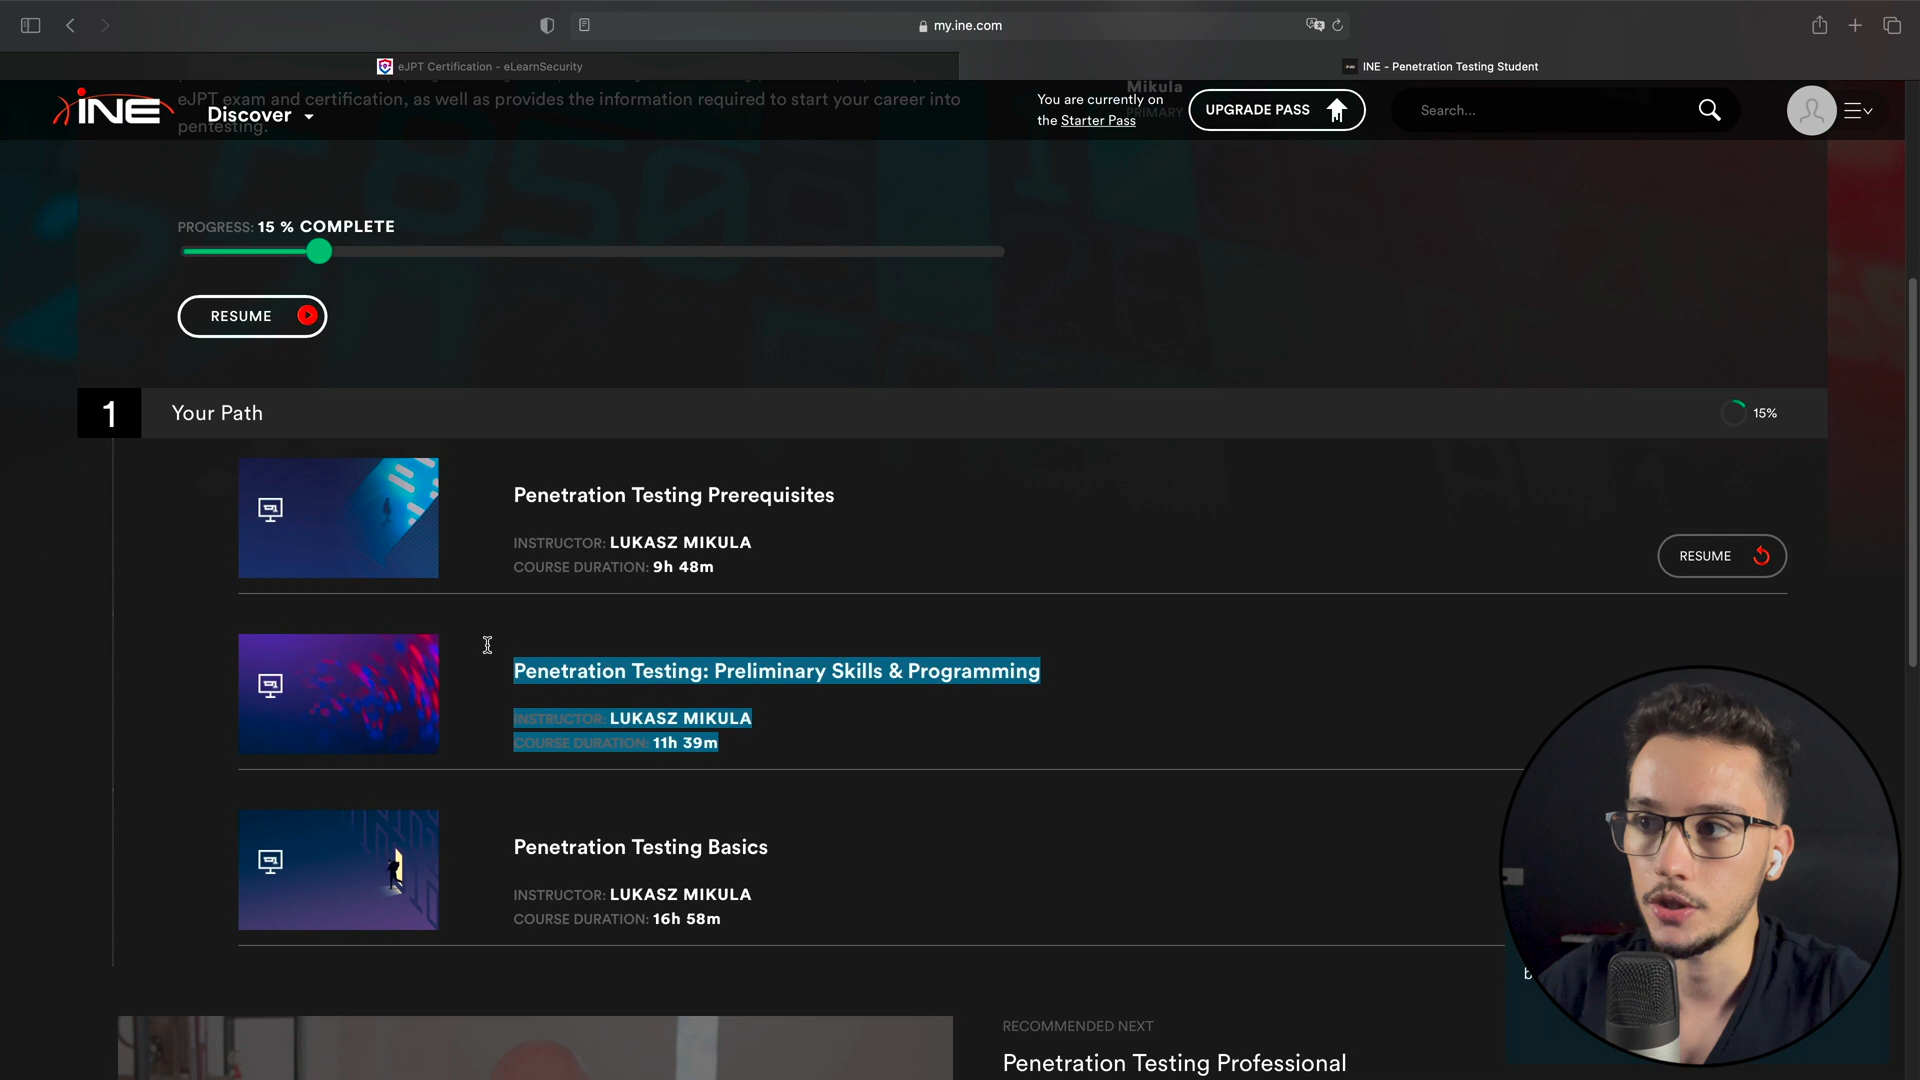 my.ine.com
eJPT Certification - eLearnSecurity
INE - Penetration Testing Student
INE
Discover
eJPT exam and certification, as well as provides the information required to start your career into
pentesting.
Mikula
PRIMARY
You are currently on
the Starter Pass
UPGRADE PASS
Search...
PROGRESS: 15 % COMPLETE
RESUME
1
Your Path
15%
Penetration Testing Prerequisites
INSTRUCTOR: LUKASZ MIKULA
COURSE DURATION: 9h 48m
RESUME
Penetration Testing: Preliminary Skills & Programming
INSTRUCTOR: LUKASZ MIKULA
COURSE DURATION: 11h 39m
Penetration Testing Basics
INSTRUCTOR: LUKASZ MIKULA
COURSE DURATION: 16h 58m
RECOMMENDED NEXT
Penetration Testing Professional